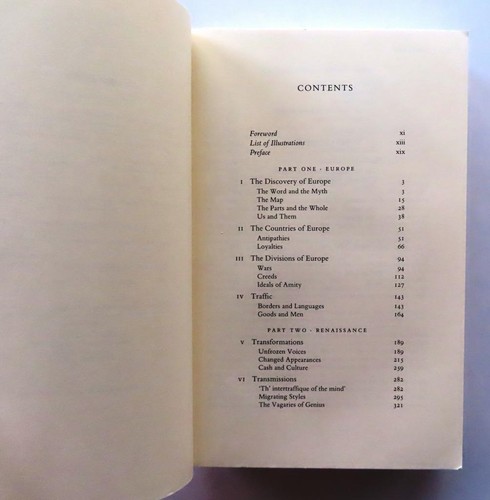 CONTENTS
Foreword xi
List of Illustrations xiii
Preface xix
PART ONE · EUROPE
I The Discovery of Europe 3
The Word and the Myth 3
The Map 15
The Parts and the Whole 28
Us and Them 38
II The Countries of Europe 51
Antipathies 51
Loyalties 66
III The Divisions of Europe 94
Wars 94
Creeds 112
Ideals of Amity 127
IV Traffic 143
Borders and Languages 143
Goods and Men 164
PART TWO · RENAISSANCE
V Transformations 189
Unfrozen Voices 189
Changed Appearances 215
Cash and Culture 259
VI Transmissions 282
'Th' intertraffique of the mind' 282
Migrating Styles 295
The Vagaries of Genius 321